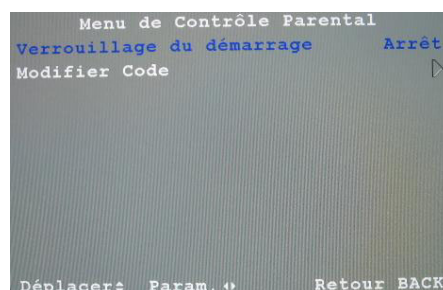 Menu de Contrôle Parental
Verrouillage du démarrage Arrêt
Modifier Code
Déplacer Param. Retour BACK